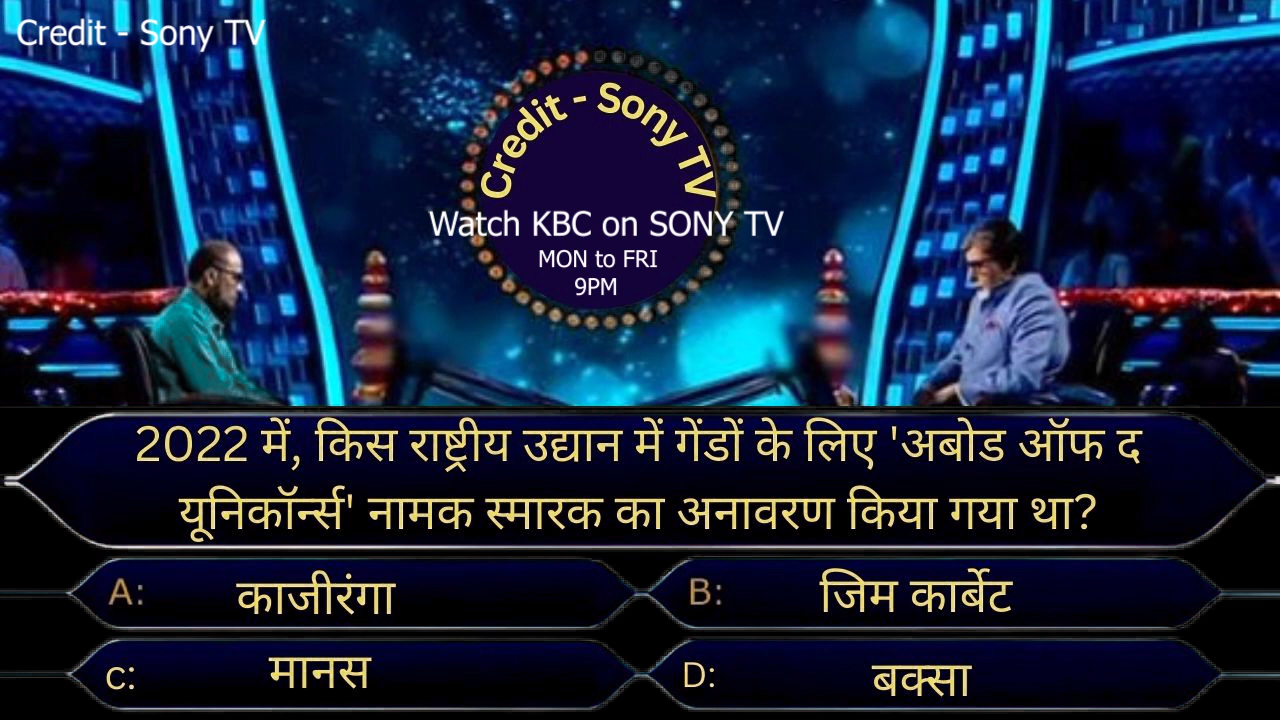 Credit - Sony TV
Credit - Sony TV
Watch KBC on SONY TV
MON to FRI
9PM
2022 में, किस राष्ट्रीय उद्यान में गेंडों के लिए 'अबोड ऑफ द
यूनिकॉर्न्स' नामक स्मारक का अनावरण किया गया था?
A: काजीरंगा
B: जिम कार्बेट
C: मानस
D: बक्सा